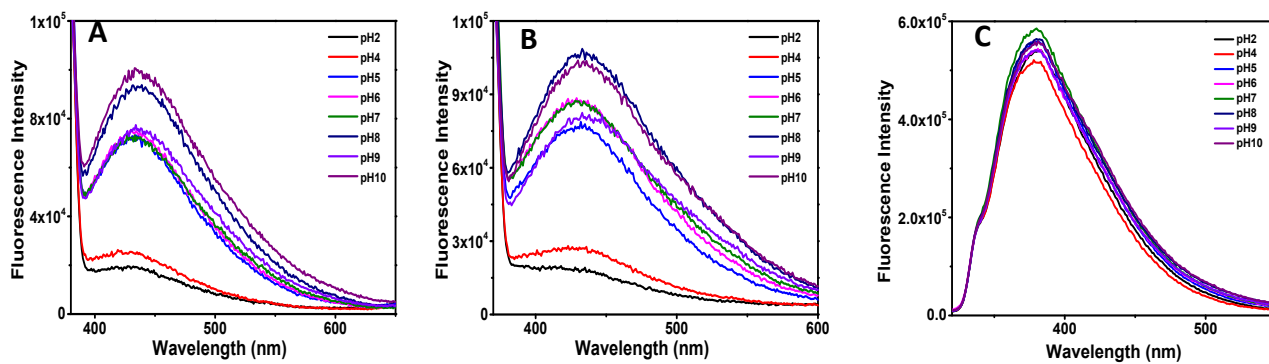 A
Fluorescence Intensity
1x10⁵
8x10⁴
4x10⁴
0
400
500
600
Wavelength (nm)
pH2
pH4
pH5
pH6
pH7
pH8
pH9
pH10
B
Fluorescence Intensity
1x10⁵
9x10⁴
6x10⁴
3x10⁴
0
400
450
500
550
600
Wavelength (nm)
pH2
pH4
pH5
pH6
pH7
pH8
pH9
pH10
C
Fluorescence Intensity
6.0x10⁵
4.0x10⁵
2.0x10⁵
0.0
400
500
Wavelength (nm)
pH2
pH4
pH5
pH6
pH7
pH8
pH9
pH10